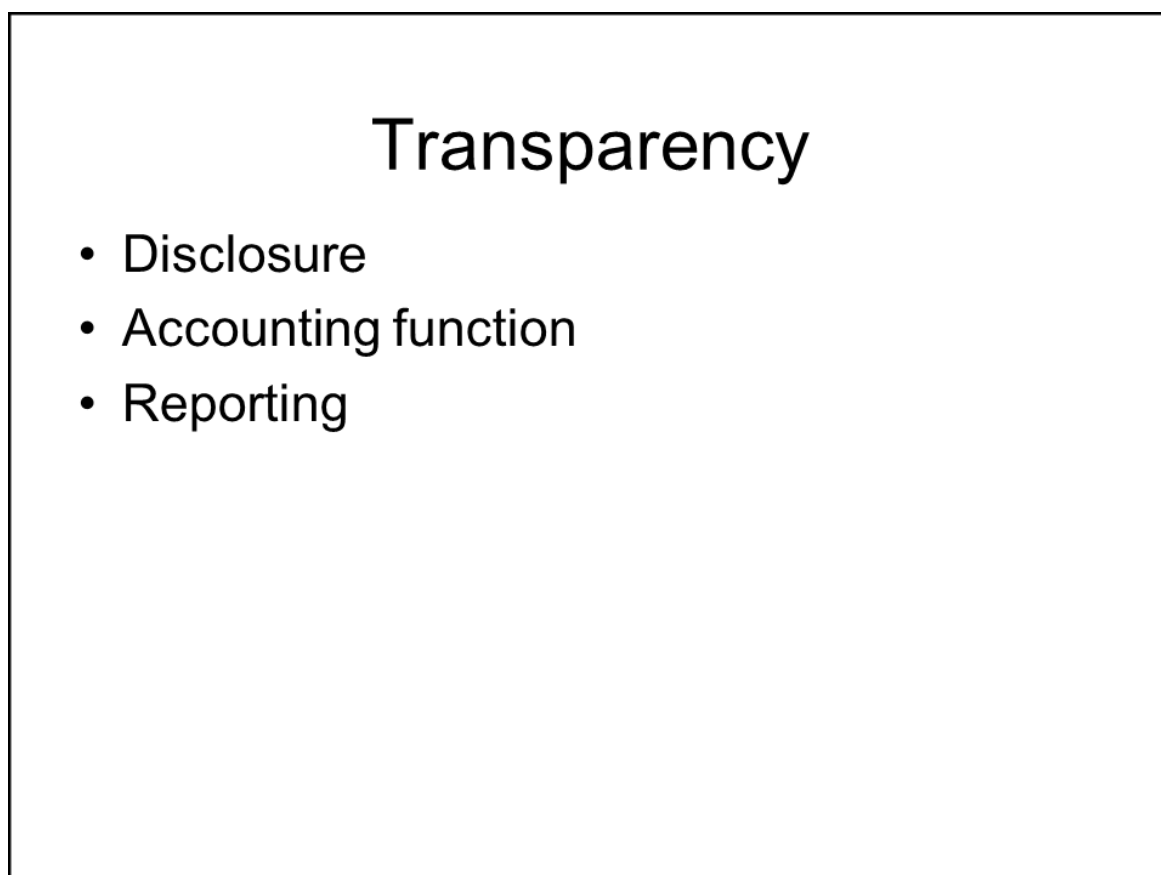 Transparency
• Disclosure
• Accounting function
• Reporting